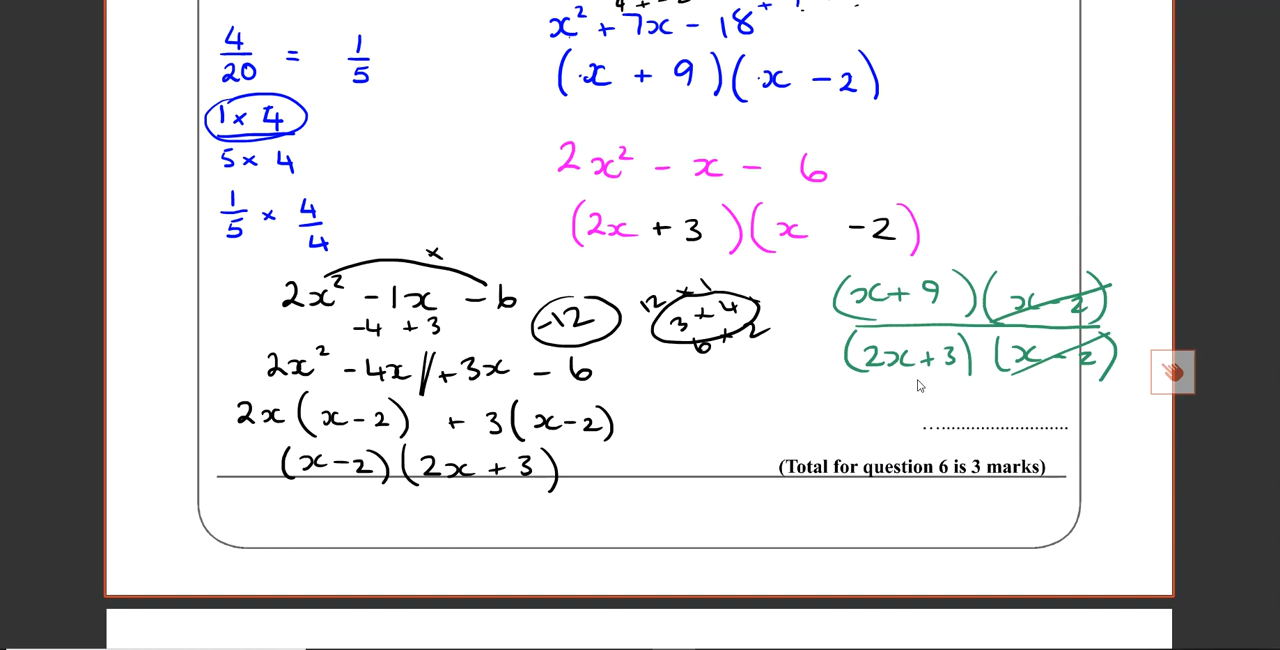 x² + 7x - 18
(x + 9)(x - 2)
4/20 = 1/5
1 × 4
5 × 4
1/5 × 4/4
2x² - x - 6
(2x + 3)(x - 2)
×
2x² - 1x - 6
-4 + 3
-12
12 + 1
3 + 4
6 + 2
2x² - 4x // + 3x - 6
2x(x-2) + 3(x-2)
(x-2)(2x + 3)
(x+9)(x-2)
(2x+3)(x-2)
(Total for question 6 is 3 marks)